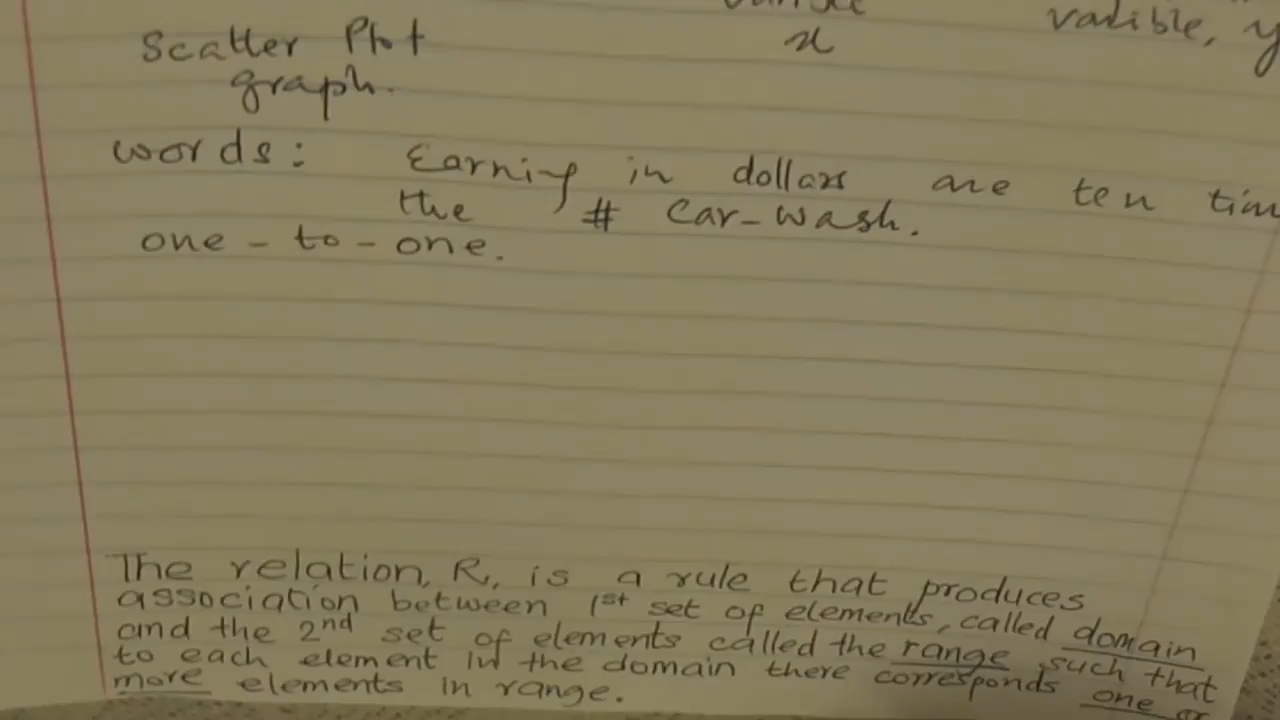 Scatter Plot
x
vadible, y
graph.
words: Earning in dollars are ten
the # Car-wash.
one-to-one.
The relation, R, is a rule that produces
association between 1st set of elements, called domain
and the 2nd set of elements called the range such that
to each element in the domain there corresponds one or
more elements in range.